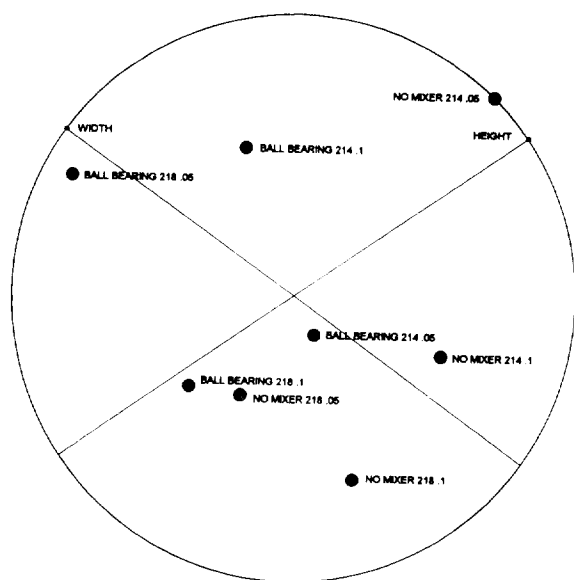 NO MIXER 214 .05
WIDTH
HEIGHT
BALL BEARING 214 .1
BALL BEARING 218 .05
BALL BEARING 214 .05
NO MIXER 214 .1
BALL BEARING 218 .1
NO MIXER 218 .05
NO MIXER 218 .1